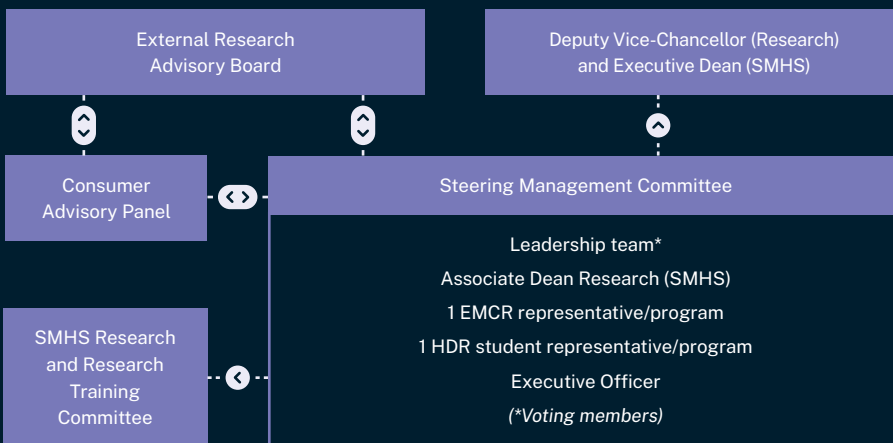 External Research
Advisory Board
Deputy Vice-Chancellor (Research)
and Executive Dean (SMHS)
Consumer
Advisory Panel
Steering Management Committee
Leadership team*
Associate Dean Research (SMHS)
1 EMCR representative/program
1 HDR student representative/program
Executive Officer
(*Voting members)
SMHS Research
and Research
Training
Committee